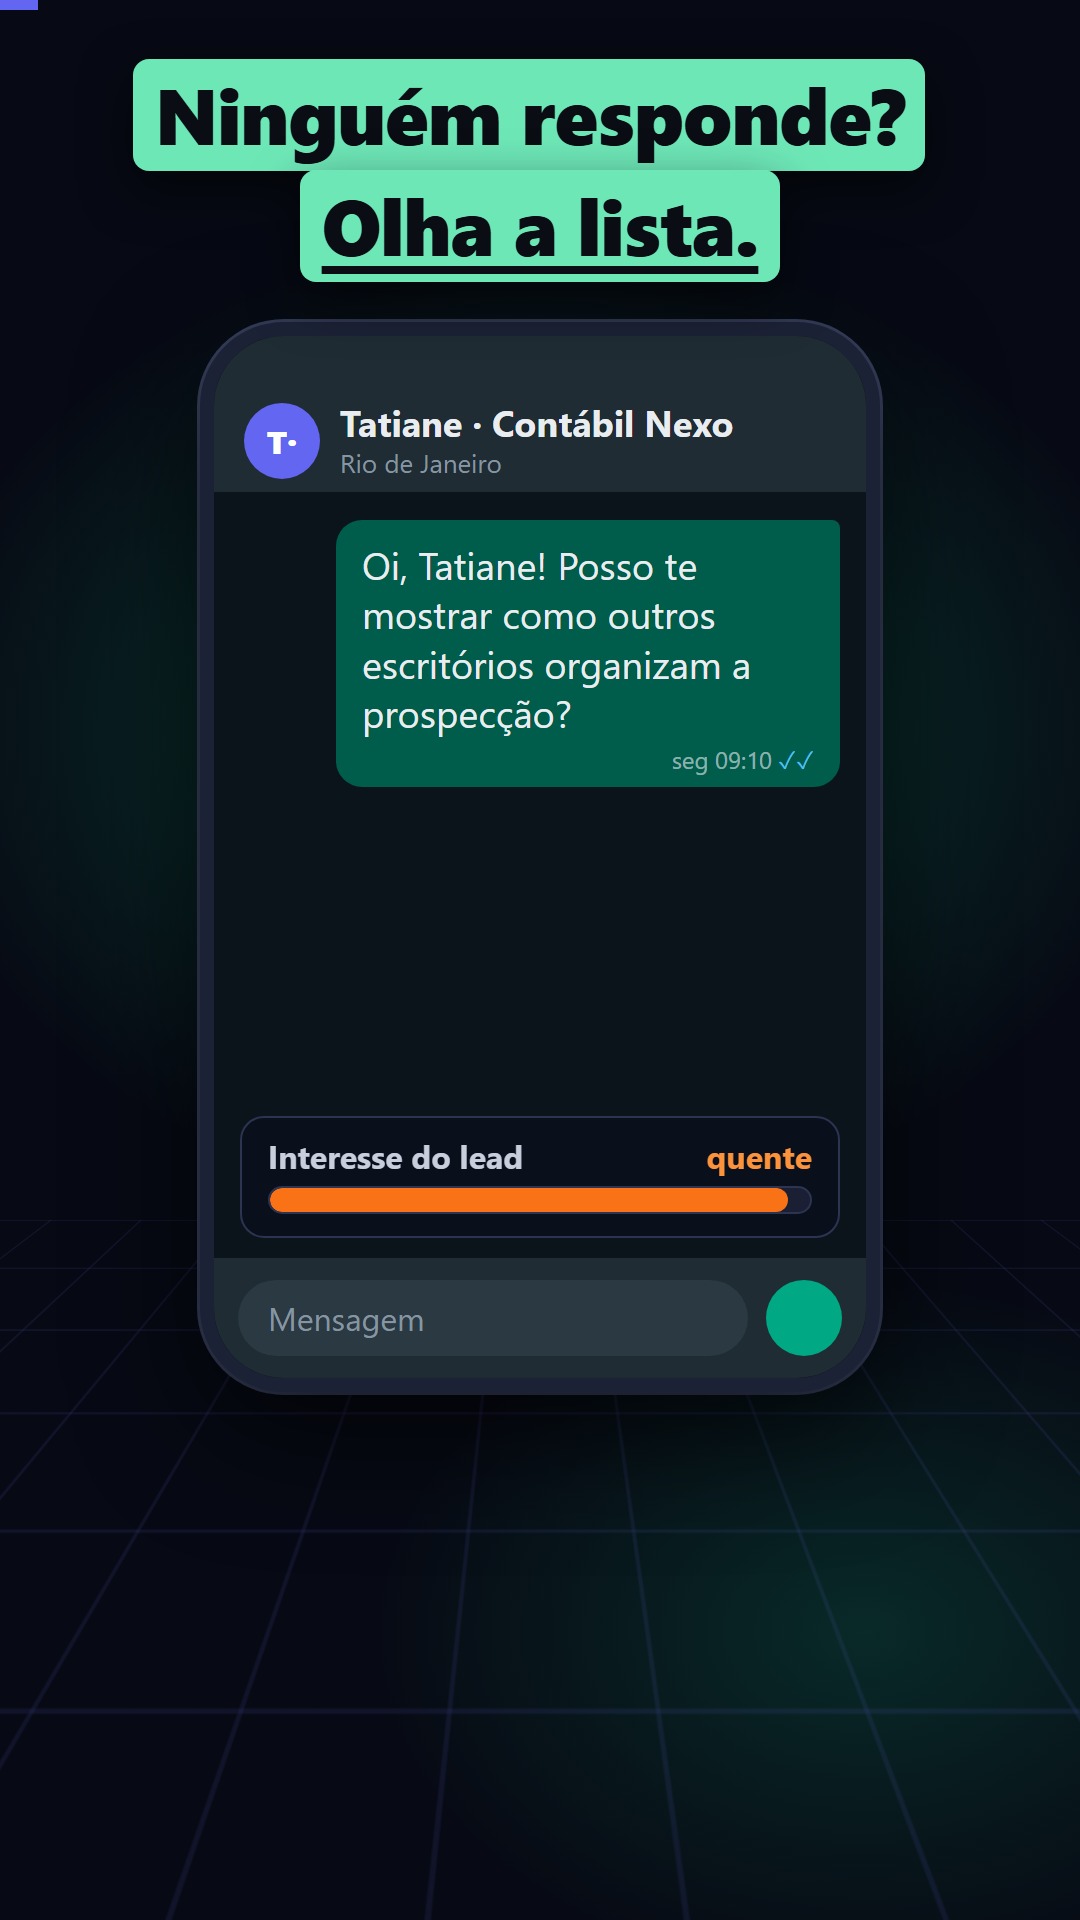 Ninguém responde?
Olha a lista.
T·
Tatiane · Contábil Nexo
Rio de Janeiro
Oi, Tatiane! Posso te
mostrar como outros
escritórios organizam a
prospecção?
seg 09:10 ✓✓
Interesse do lead
quente
Mensagem